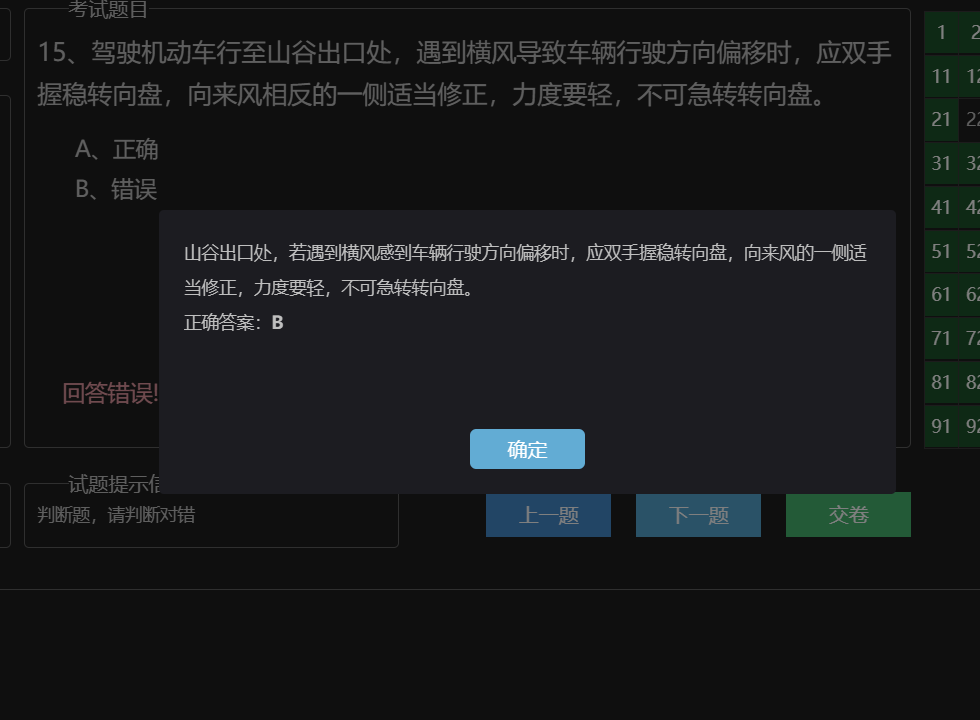 考试题目
15、驾驶机动车行至山谷出口处，遇到横风导致车辆行驶方向偏移时，应双手
握稳转向盘，向来风相反的一侧适当修正，力度要轻，不可急转转向盘。
A、正确
B、错误
山谷出口处，若遇到横风感到车辆行驶方向偏移时，应双手握稳转向盘，向来风的一侧适
当修正，力度要轻，不可急转转向盘。
正确答案：B
回答错误!
确定
试题提示信
判断题，请判断对错
上一题
下一题
交卷
1 2
11 12
21 22
31 32
41 42
51 52
61 62
71 72
81 82
91 92